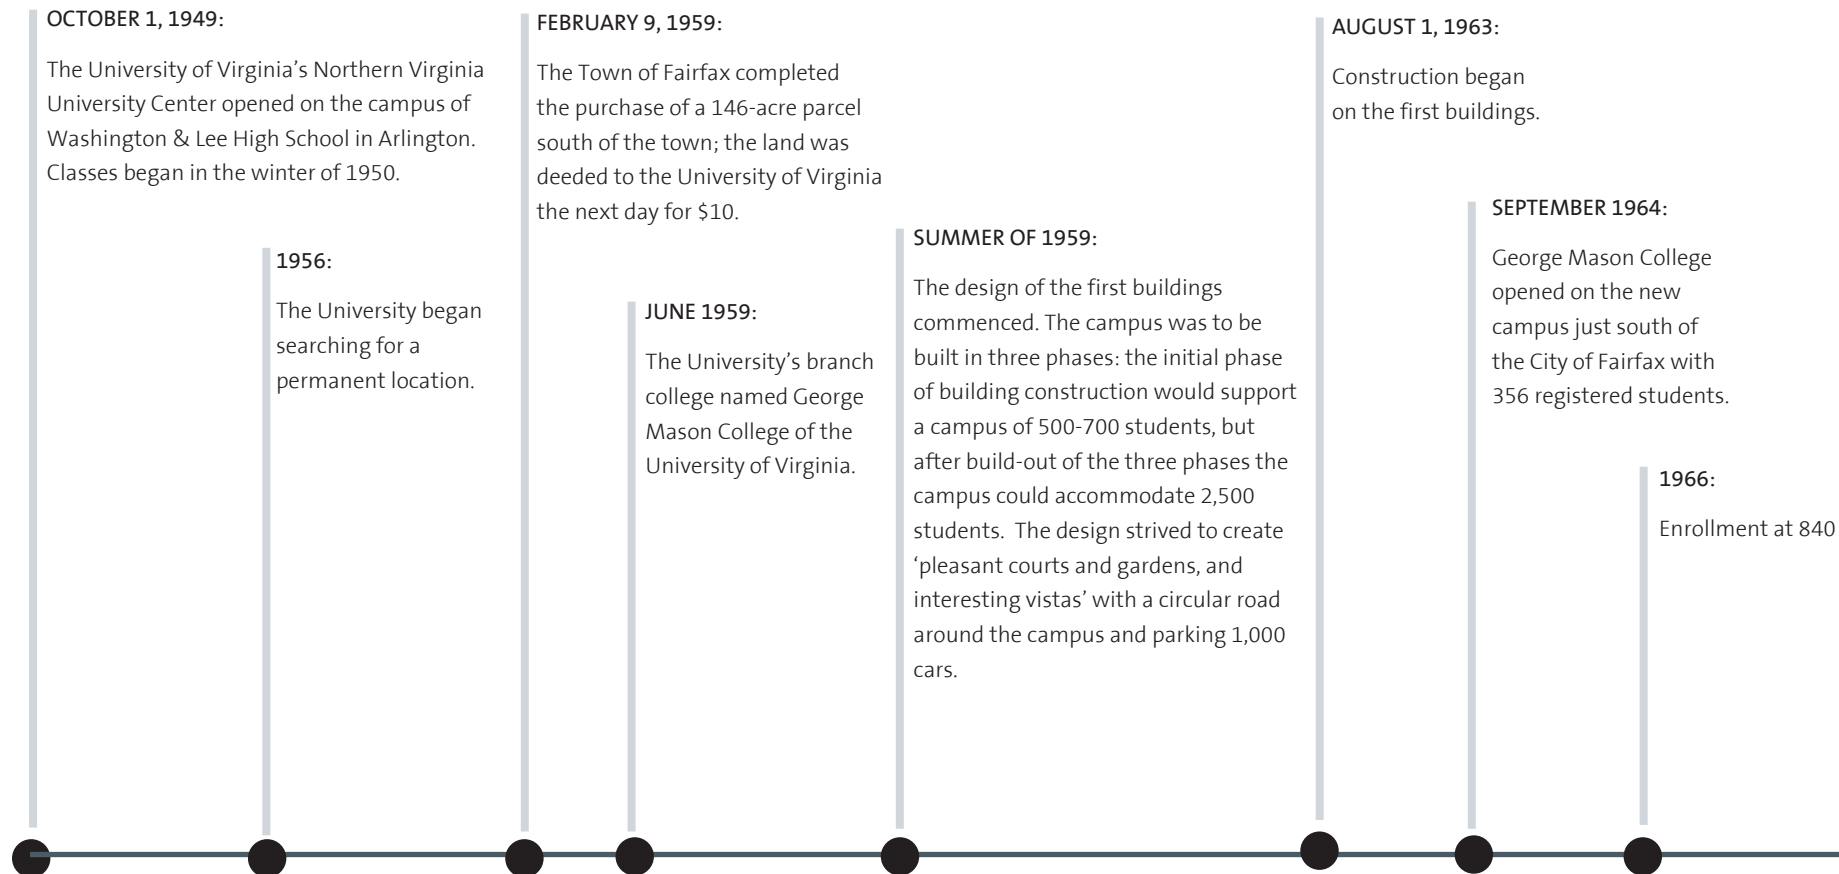 OCTOBER 1, 1949:
The University of Virginia’s Northern Virginia
University Center opened on the campus of
Washington & Lee High School in Arlington.
Classes began in the winter of 1950.
1956:
The University began
searching for a
permanent location.
FEBRUARY 9, 1959:
The Town of Fairfax completed
the purchase of a 146-acre parcel
south of the town; the land was
deeded to the University of Virginia
the next day for $10.
JUNE 1959:
The University’s branch
college named George
Mason College of the
University of Virginia.
SUMMER OF 1959:
The design of the first buildings
commenced. The campus was to be
built in three phases: the initial phase
of building construction would support
a campus of 500-700 students, but
after build-out of the three phases the
campus could accommodate 2,500
students.  The design strived to create
‘pleasant courts and gardens, and
interesting vistas’ with a circular road
around the campus and parking 1,000
cars.
AUGUST 1, 1963:
Construction began
on the first buildings.
SEPTEMBER 1964:
George Mason College
opened on the new
campus just south of
the City of Fairfax with
356 registered students.
1966:
Enrollment at 840